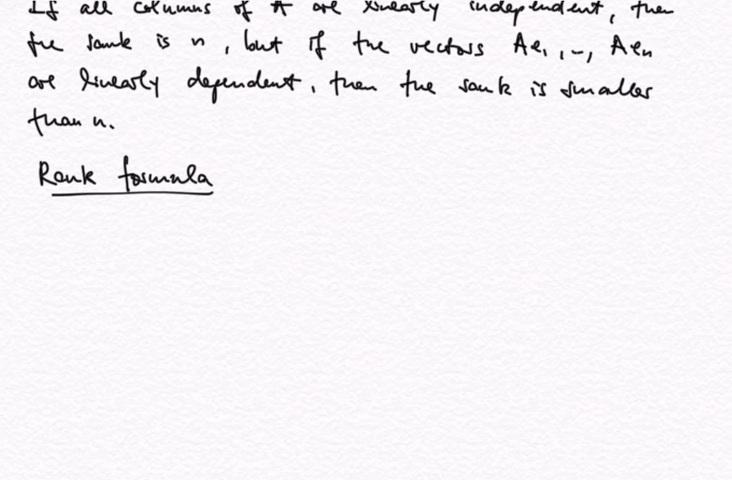 If all columns of A are linearly independent, then
the rank is n, but if the vectors Ae₁, ..., Aeₙ
are linearly dependent, then the rank is smaller
than n.
Rank formula